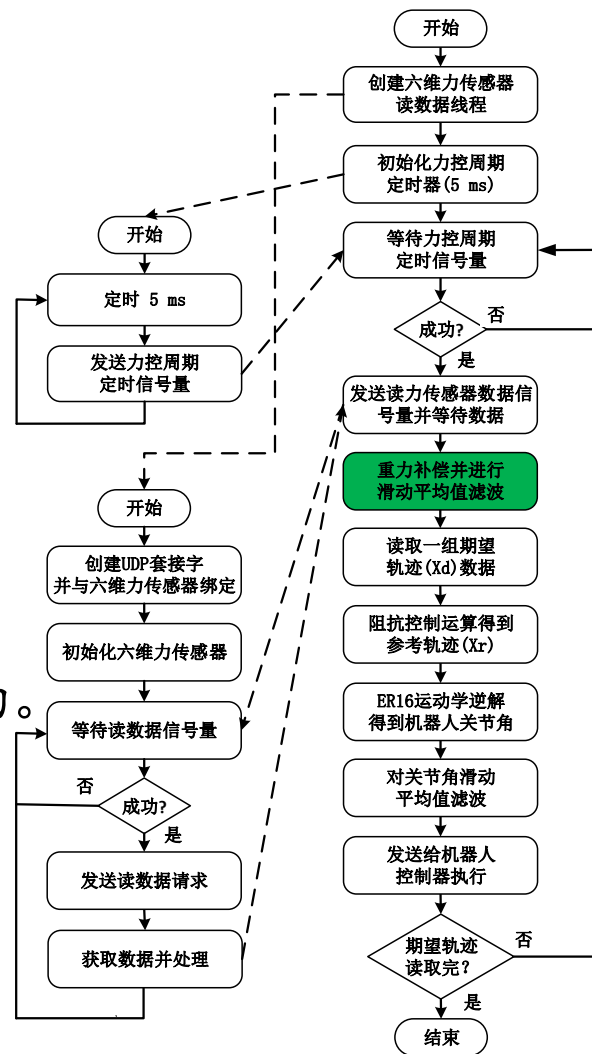 开始
创建六维力传感器
读数据线程
初始化力控周期
定时器(5 ms)
等待力控周期
定时信号量
成功?
否
是
发送读力传感器数据信
号量并等待数据
重力补偿并进行
滑动平均值滤波
读取一组期望
轨迹(Xd)数据
阻抗控制运算得到
参考轨迹(Xr)
ER16运动学逆解
得到机器人关节角
对关节角滑动
平均值滤波
发送给机器人
控制器执行
期望轨迹
读取完?
否
是
结束
开始
定时 5 ms
发送力控周期
定时信号量
开始
创建UDP套接字
并与六维力传感器绑定
初始化六维力传感器
等待读数据信号量
否
成功?
是
发送读数据请求
获取数据并处理
。